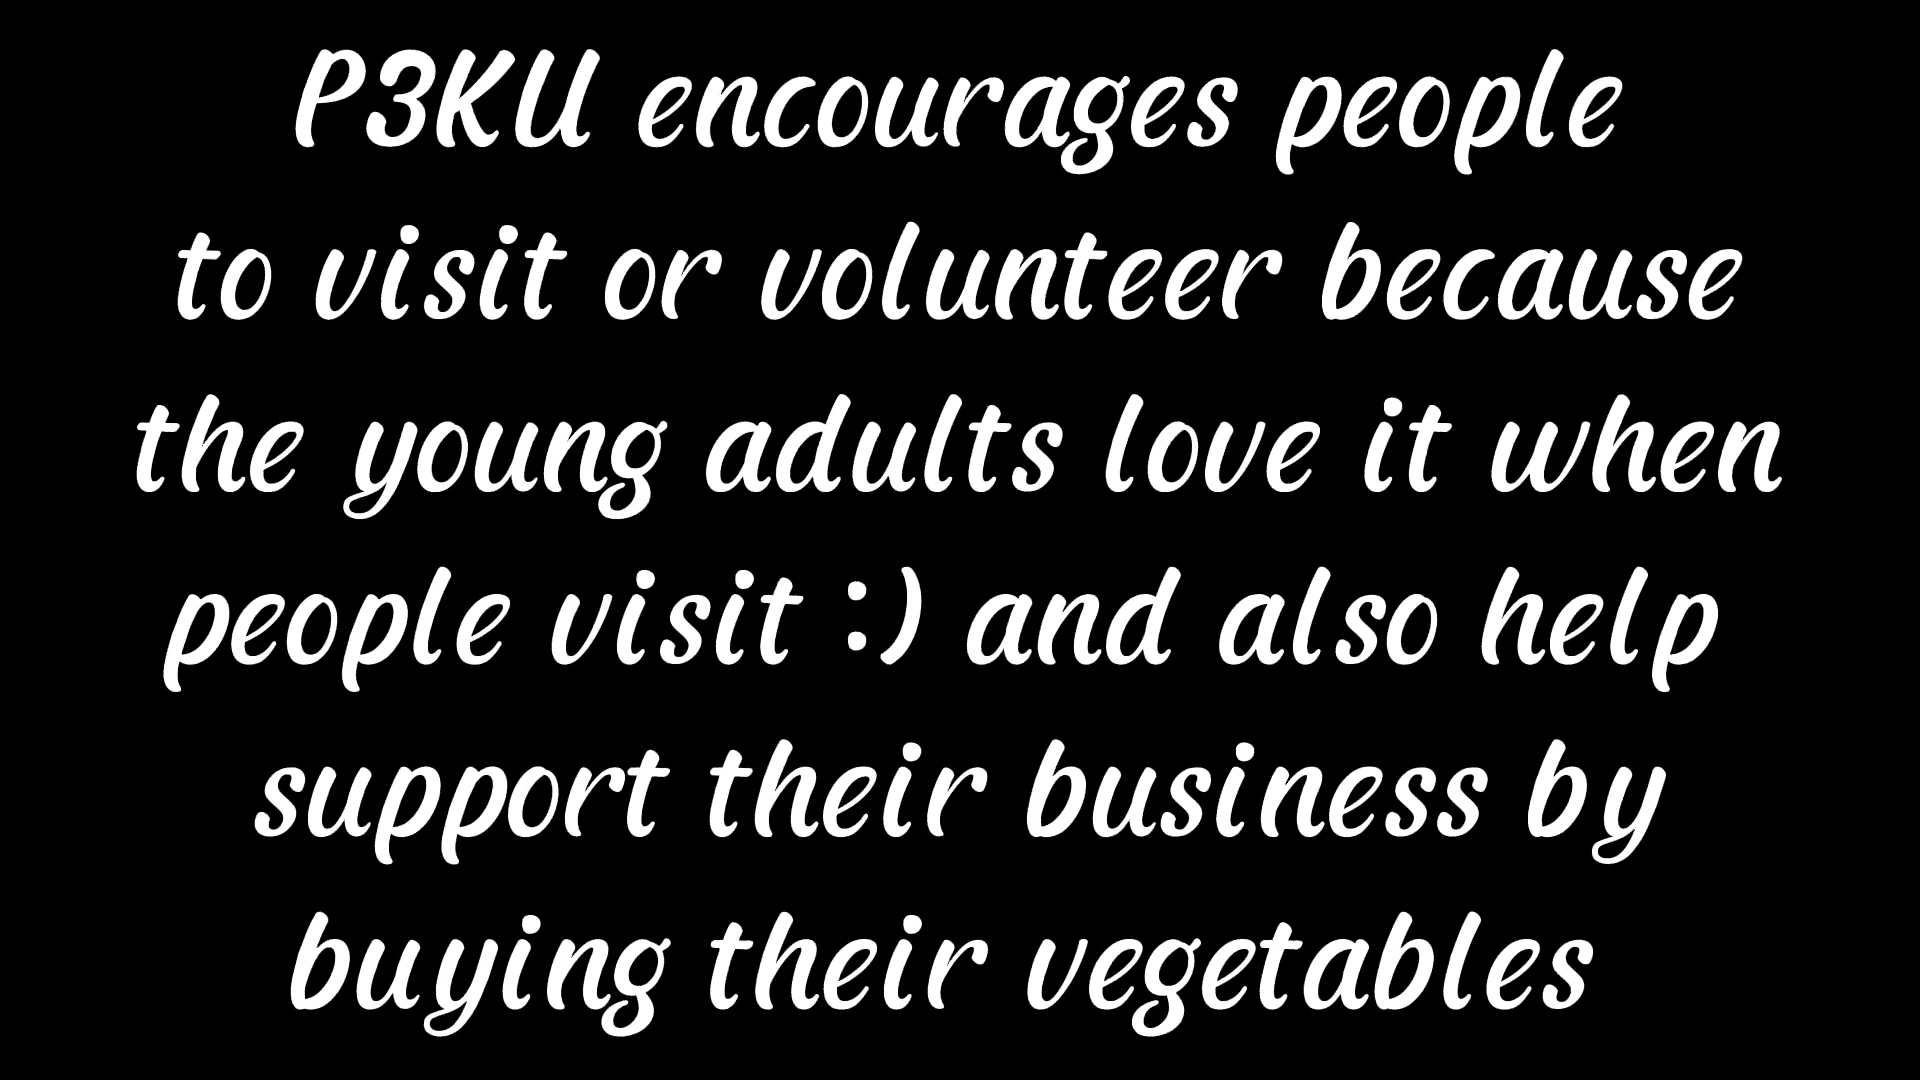 P3KU encourages people
to visit or volunteer because
the young adults love it when
people visit :) and also help
support their business by
buying their vegetables